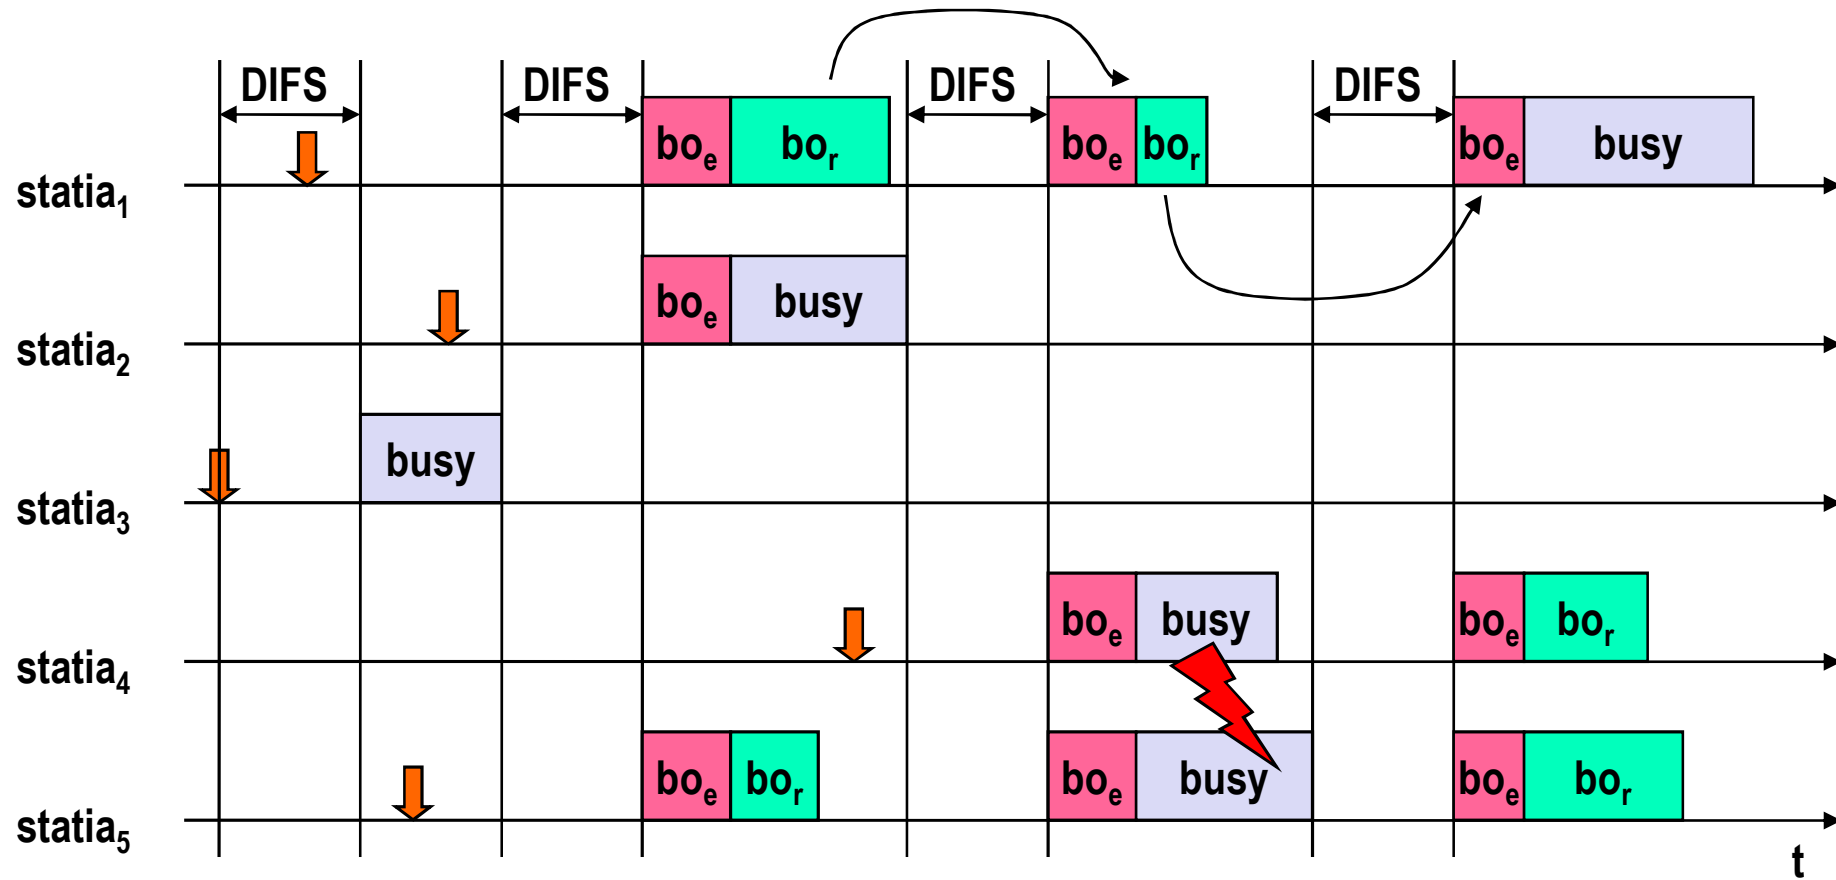 DIFS DIFS DIFS DIFS
statia1 boe bor boe bor boe busy
statia2 boe busy
statia3 busy
statia4 boe busy boe bor
statia5 boe bor boe busy boe bor
t